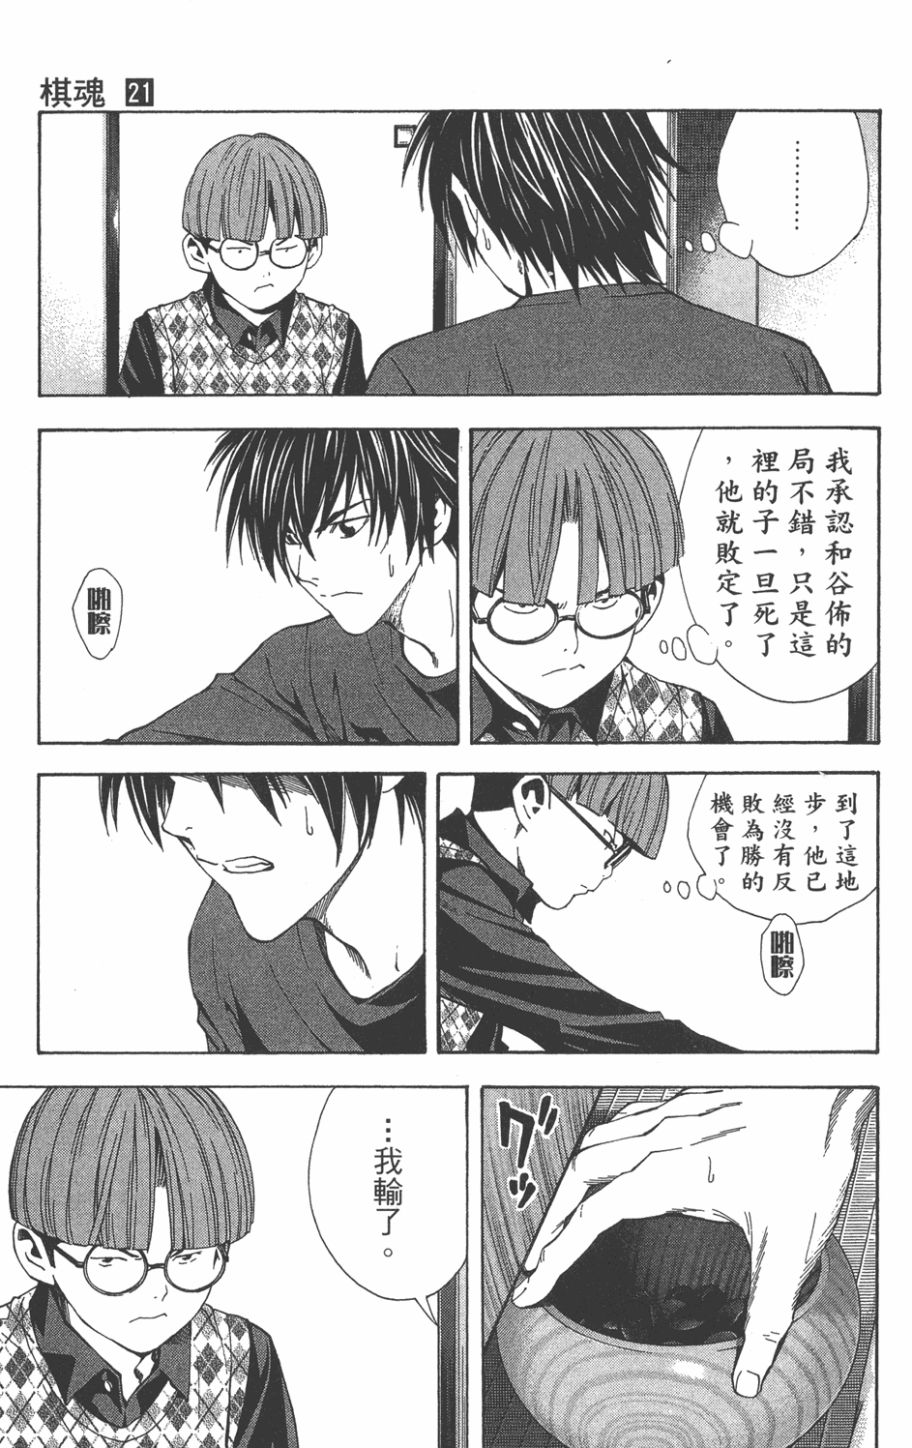 棋魂 21
………
我承認和谷佈的
局不錯，只是這
裡的子一旦死了
，他就敗定了。
啪嚓
到了這地
步，他已
經沒有反
敗為勝的
機會了。
啪嚓
グッ
…我輸了。